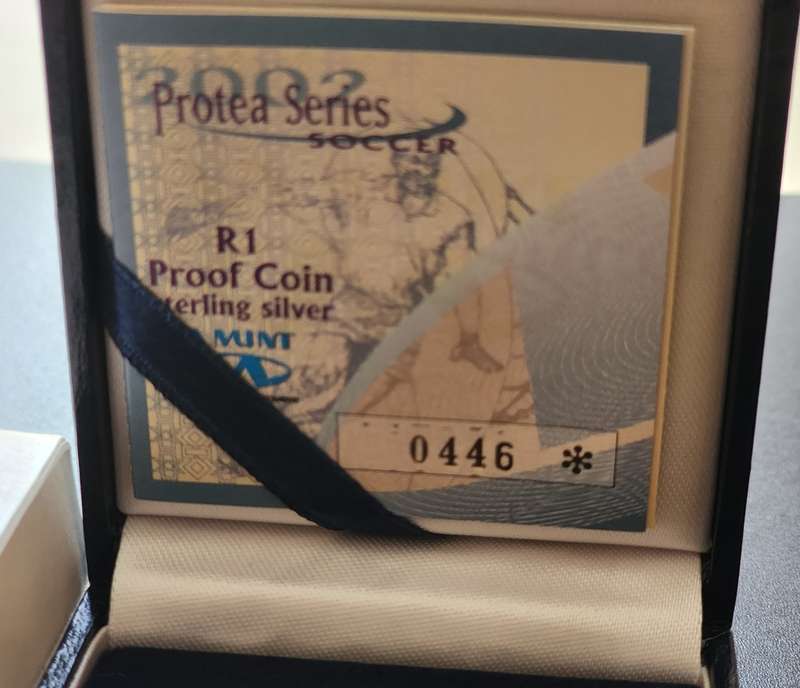 2002
Protea Series
SOCCER
R1
Proof Coin
terling silver
MINT
0446 *